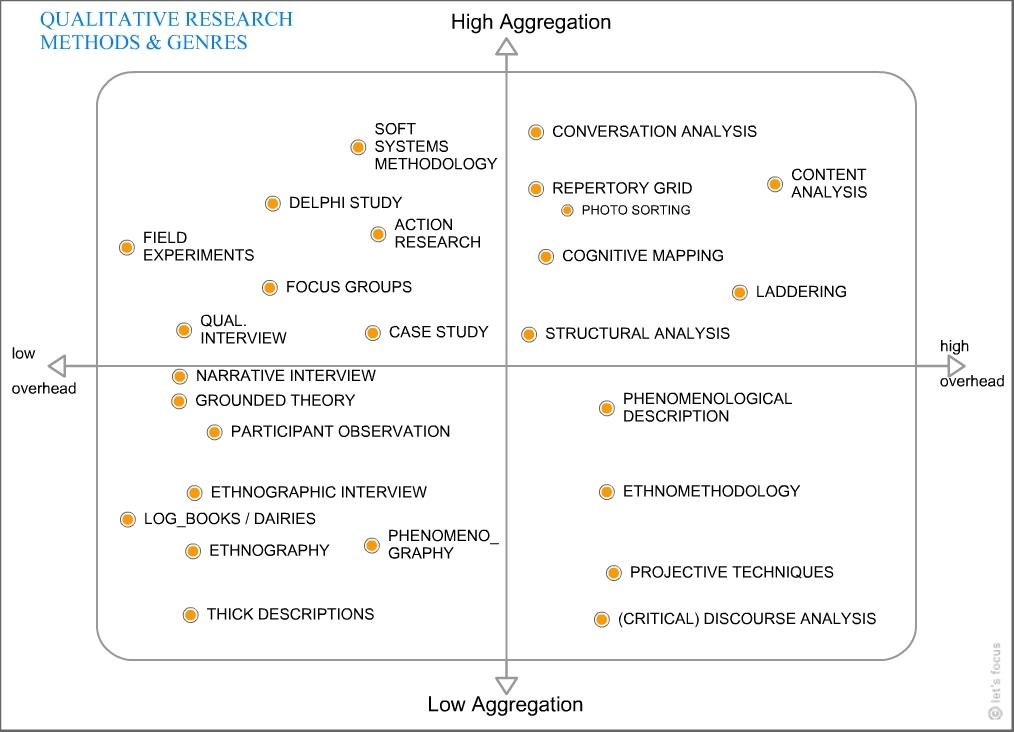 QUALITATIVE RESEARCH
METHODS & GENRES
High Aggregation
SOFT
SYSTEMS
METHODOLOGY
CONVERSATION ANALYSIS
CONTENT
ANALYSIS
REPERTORY GRID
PHOTO SORTING
DELPHI STUDY
ACTION
RESEARCH
FIELD
EXPERIMENTS
COGNITIVE MAPPING
FOCUS GROUPS
LADDERING
QUAL.
INTERVIEW
CASE STUDY
STRUCTURAL ANALYSIS
low
overhead
high
overhead
NARRATIVE INTERVIEW
GROUNDED THEORY
PARTICIPANT OBSERVATION
PHENOMENOLOGICAL
DESCRIPTION
ETHNOGRAPHIC INTERVIEW
ETHNOMETHODOLOGY
LOG_BOOKS / DAIRIES
ETHNOGRAPHY
PHENOMENO_
GRAPHY
PROJECTIVE TECHNIQUES
THICK DESCRIPTIONS
(CRITICAL) DISCOURSE ANALYSIS
Low Aggregation
© let's focus